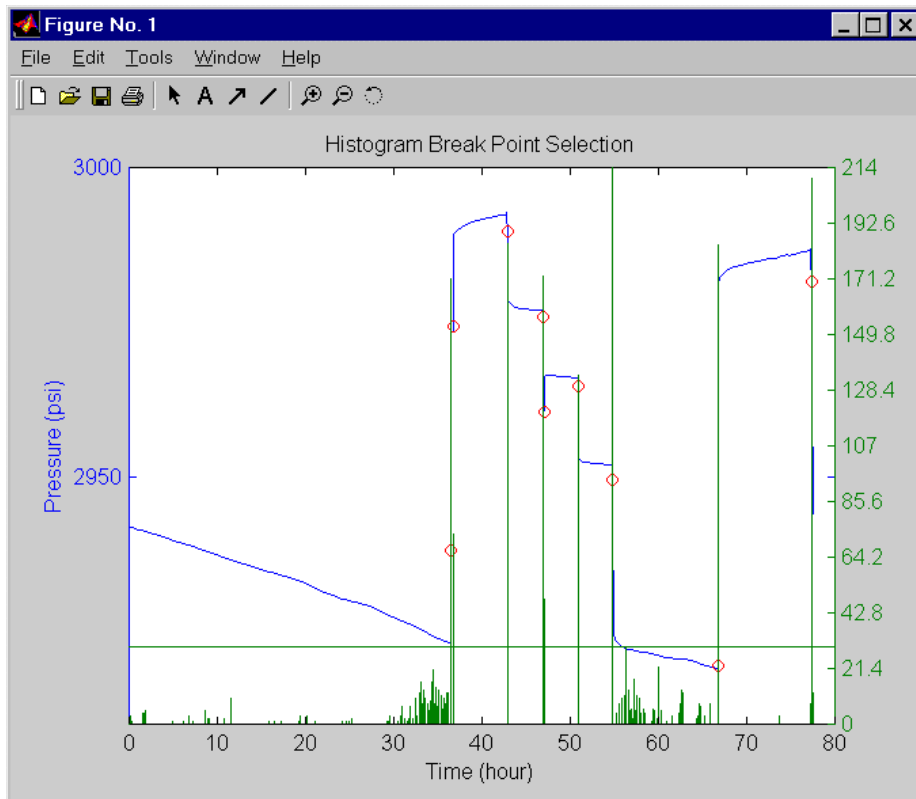 Figure No. 1
File Edit Tools Window Help
A
Histogram Break Point Selection
3000
2950
Pressure (psi)
214
192.6
171.2
149.8
128.4
107
85.6
64.2
42.8
21.4
0
0 10 20 30 40 50 60 70 80
Time (hour)